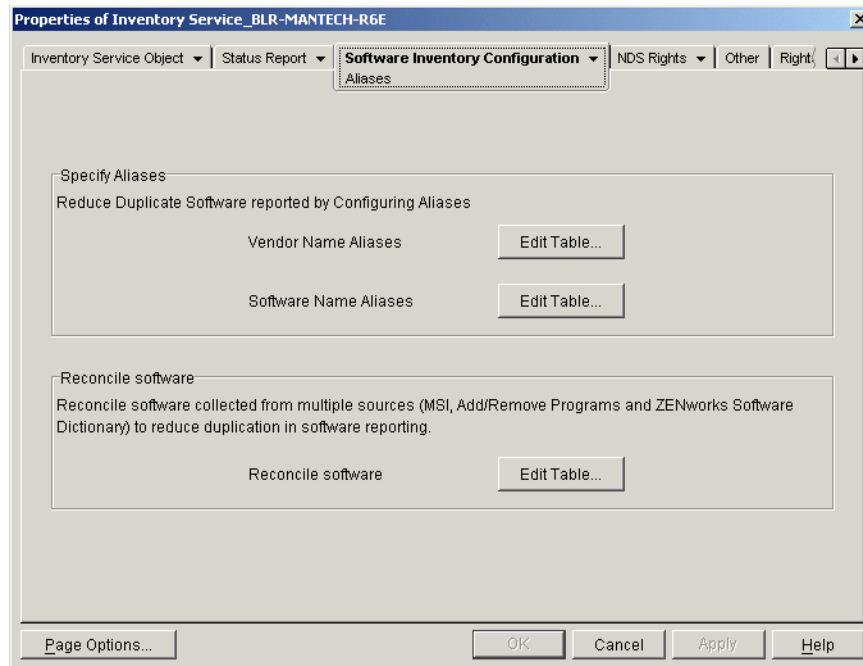 Properties of Inventory Service_BLR-MANTECH-R6E
Inventory Service Object Status Report Software Inventory Configuration NDS Rights Other Right
Aliases
Specify Aliases
Reduce Duplicate Software reported by Configuring Aliases
Vendor Name Aliases Edit Table...
Software Name Aliases Edit Table...
Reconcile software
Reconcile software collected from multiple sources (MSI, Add/Remove Programs and ZENworks Software
Dictionary) to reduce duplication in software reporting.
Reconcile software Edit Table...
Page Options... OK Cancel Apply Help